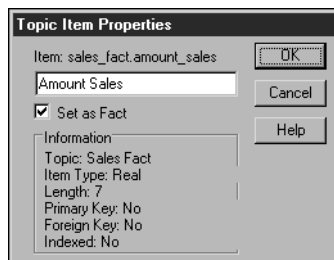 Topic Item Properties
Item: sales_fact.amount_sales
OK
Amount Sales
Cancel
Set as Fact
Help
Information
Topic: Sales Fact
Item Type: Real
Length: 7
Primary Key: No
Foreign Key: No
Indexed: No